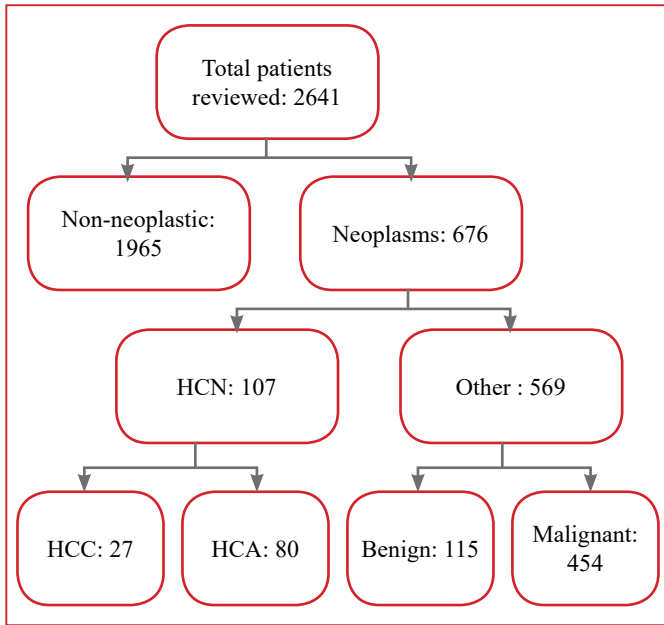 Total patients
reviewed: 2641
Non-neoplastic:
1965
Neoplasms: 676
HCN: 107
Other : 569
HCC: 27
HCA: 80
Benign: 115
Malignant:
454